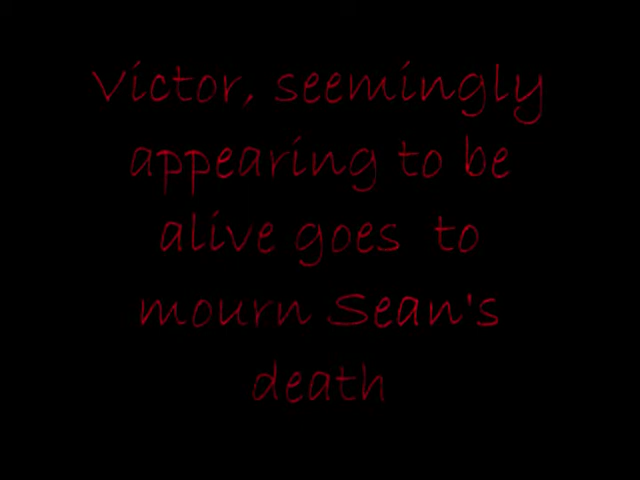 Victor, seemingly
appearing to be
alive goes to
mourn Sean's
death